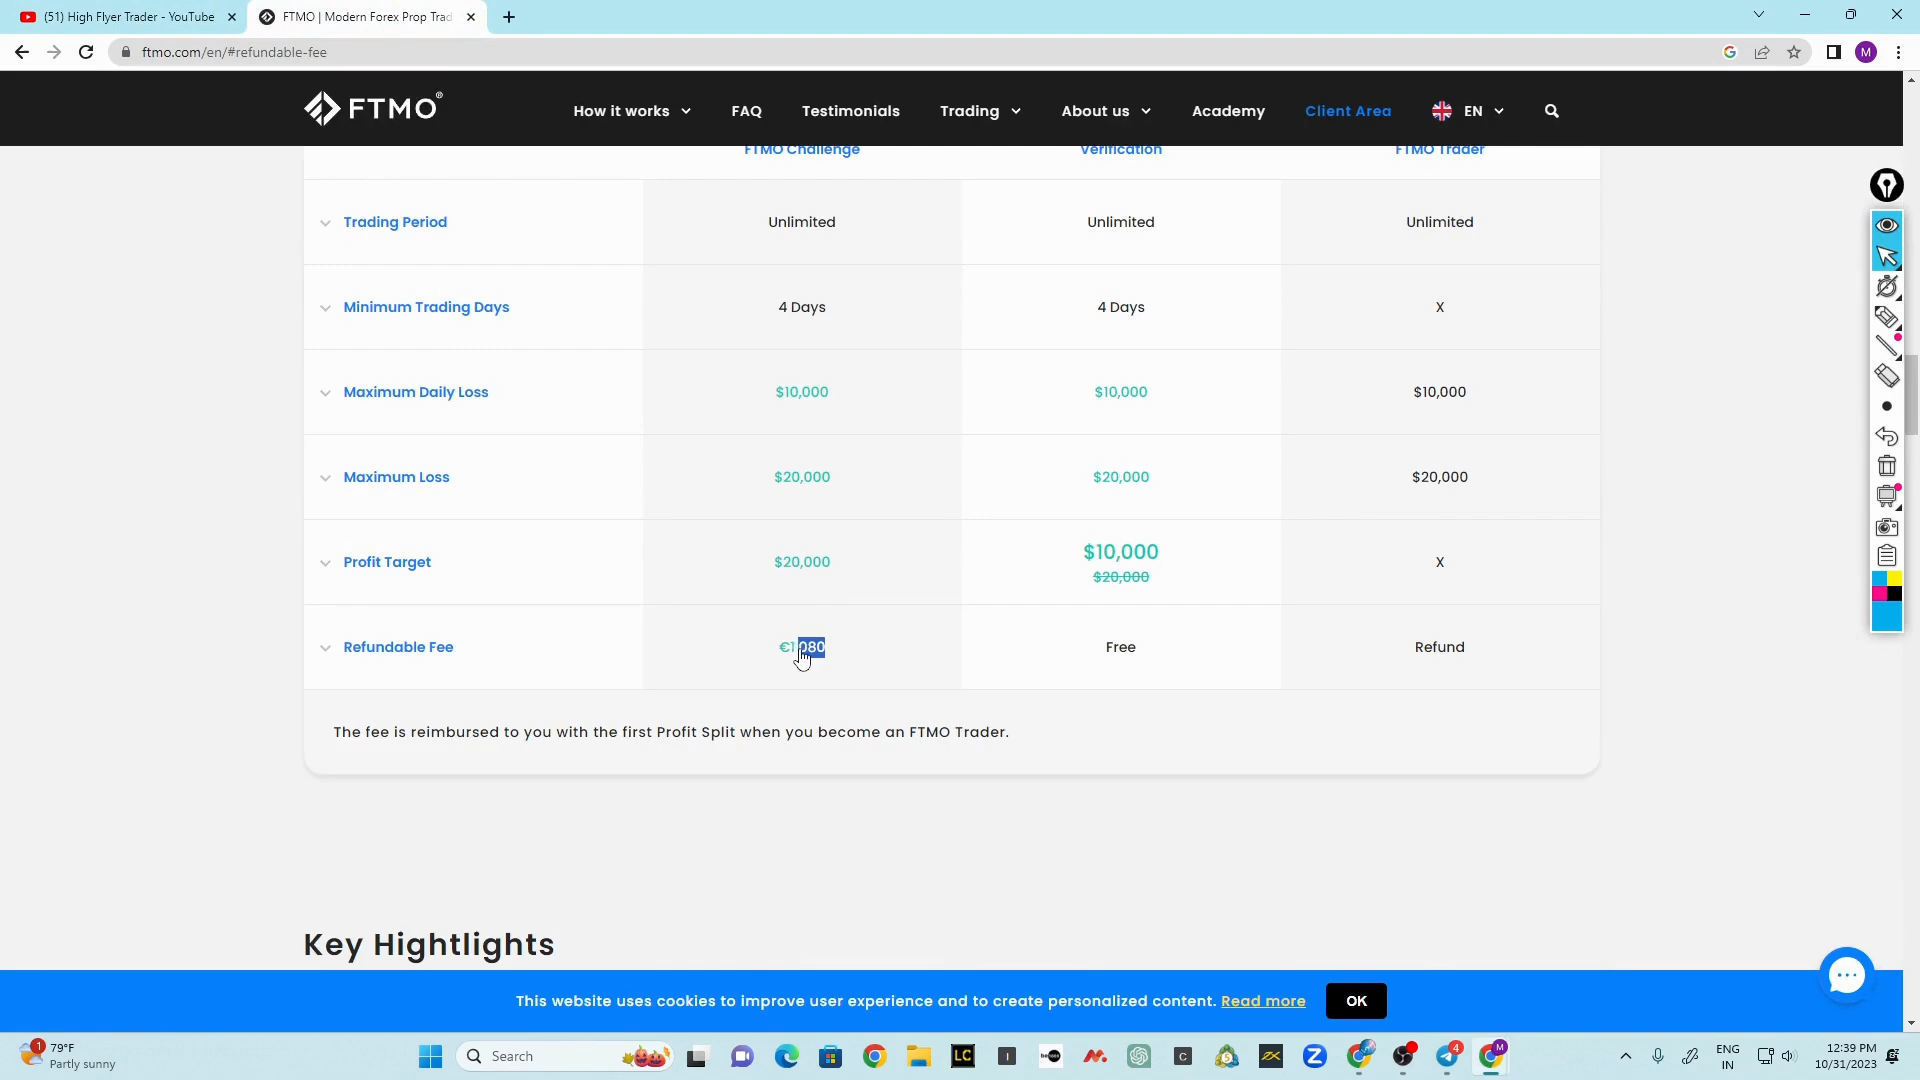 (51) High Flyer Trader - YouTube
FTMO | Modern Forex Prop Trad
ftmo.com/en/#refundable-fee
M
FTMO®
How it works
FAQ
Testimonials
Trading
About us
Academy
Client Area
EN
FTMO Challenge
Verification
FTMO Trader
Trading Period
Unlimited
Unlimited
Unlimited
Minimum Trading Days
4 Days
4 Days
X
Maximum Daily Loss
$10,000
$10,000
$10,000
Maximum Loss
$20,000
$20,000
$20,000
Profit Target
$20,000
$10,000
$20,000
X
Refundable Fee
€1,080
Free
Refund
The fee is reimbursed to you with the first Profit Split when you become an FTMO Trader.
Key Hightlights
This website uses cookies to improve user experience and to create personalized content. Read more
OK
1
79°F
Partly sunny
Search
LC
I
C
Z
4
M
ENG
IN
12:39 PM
10/31/2023